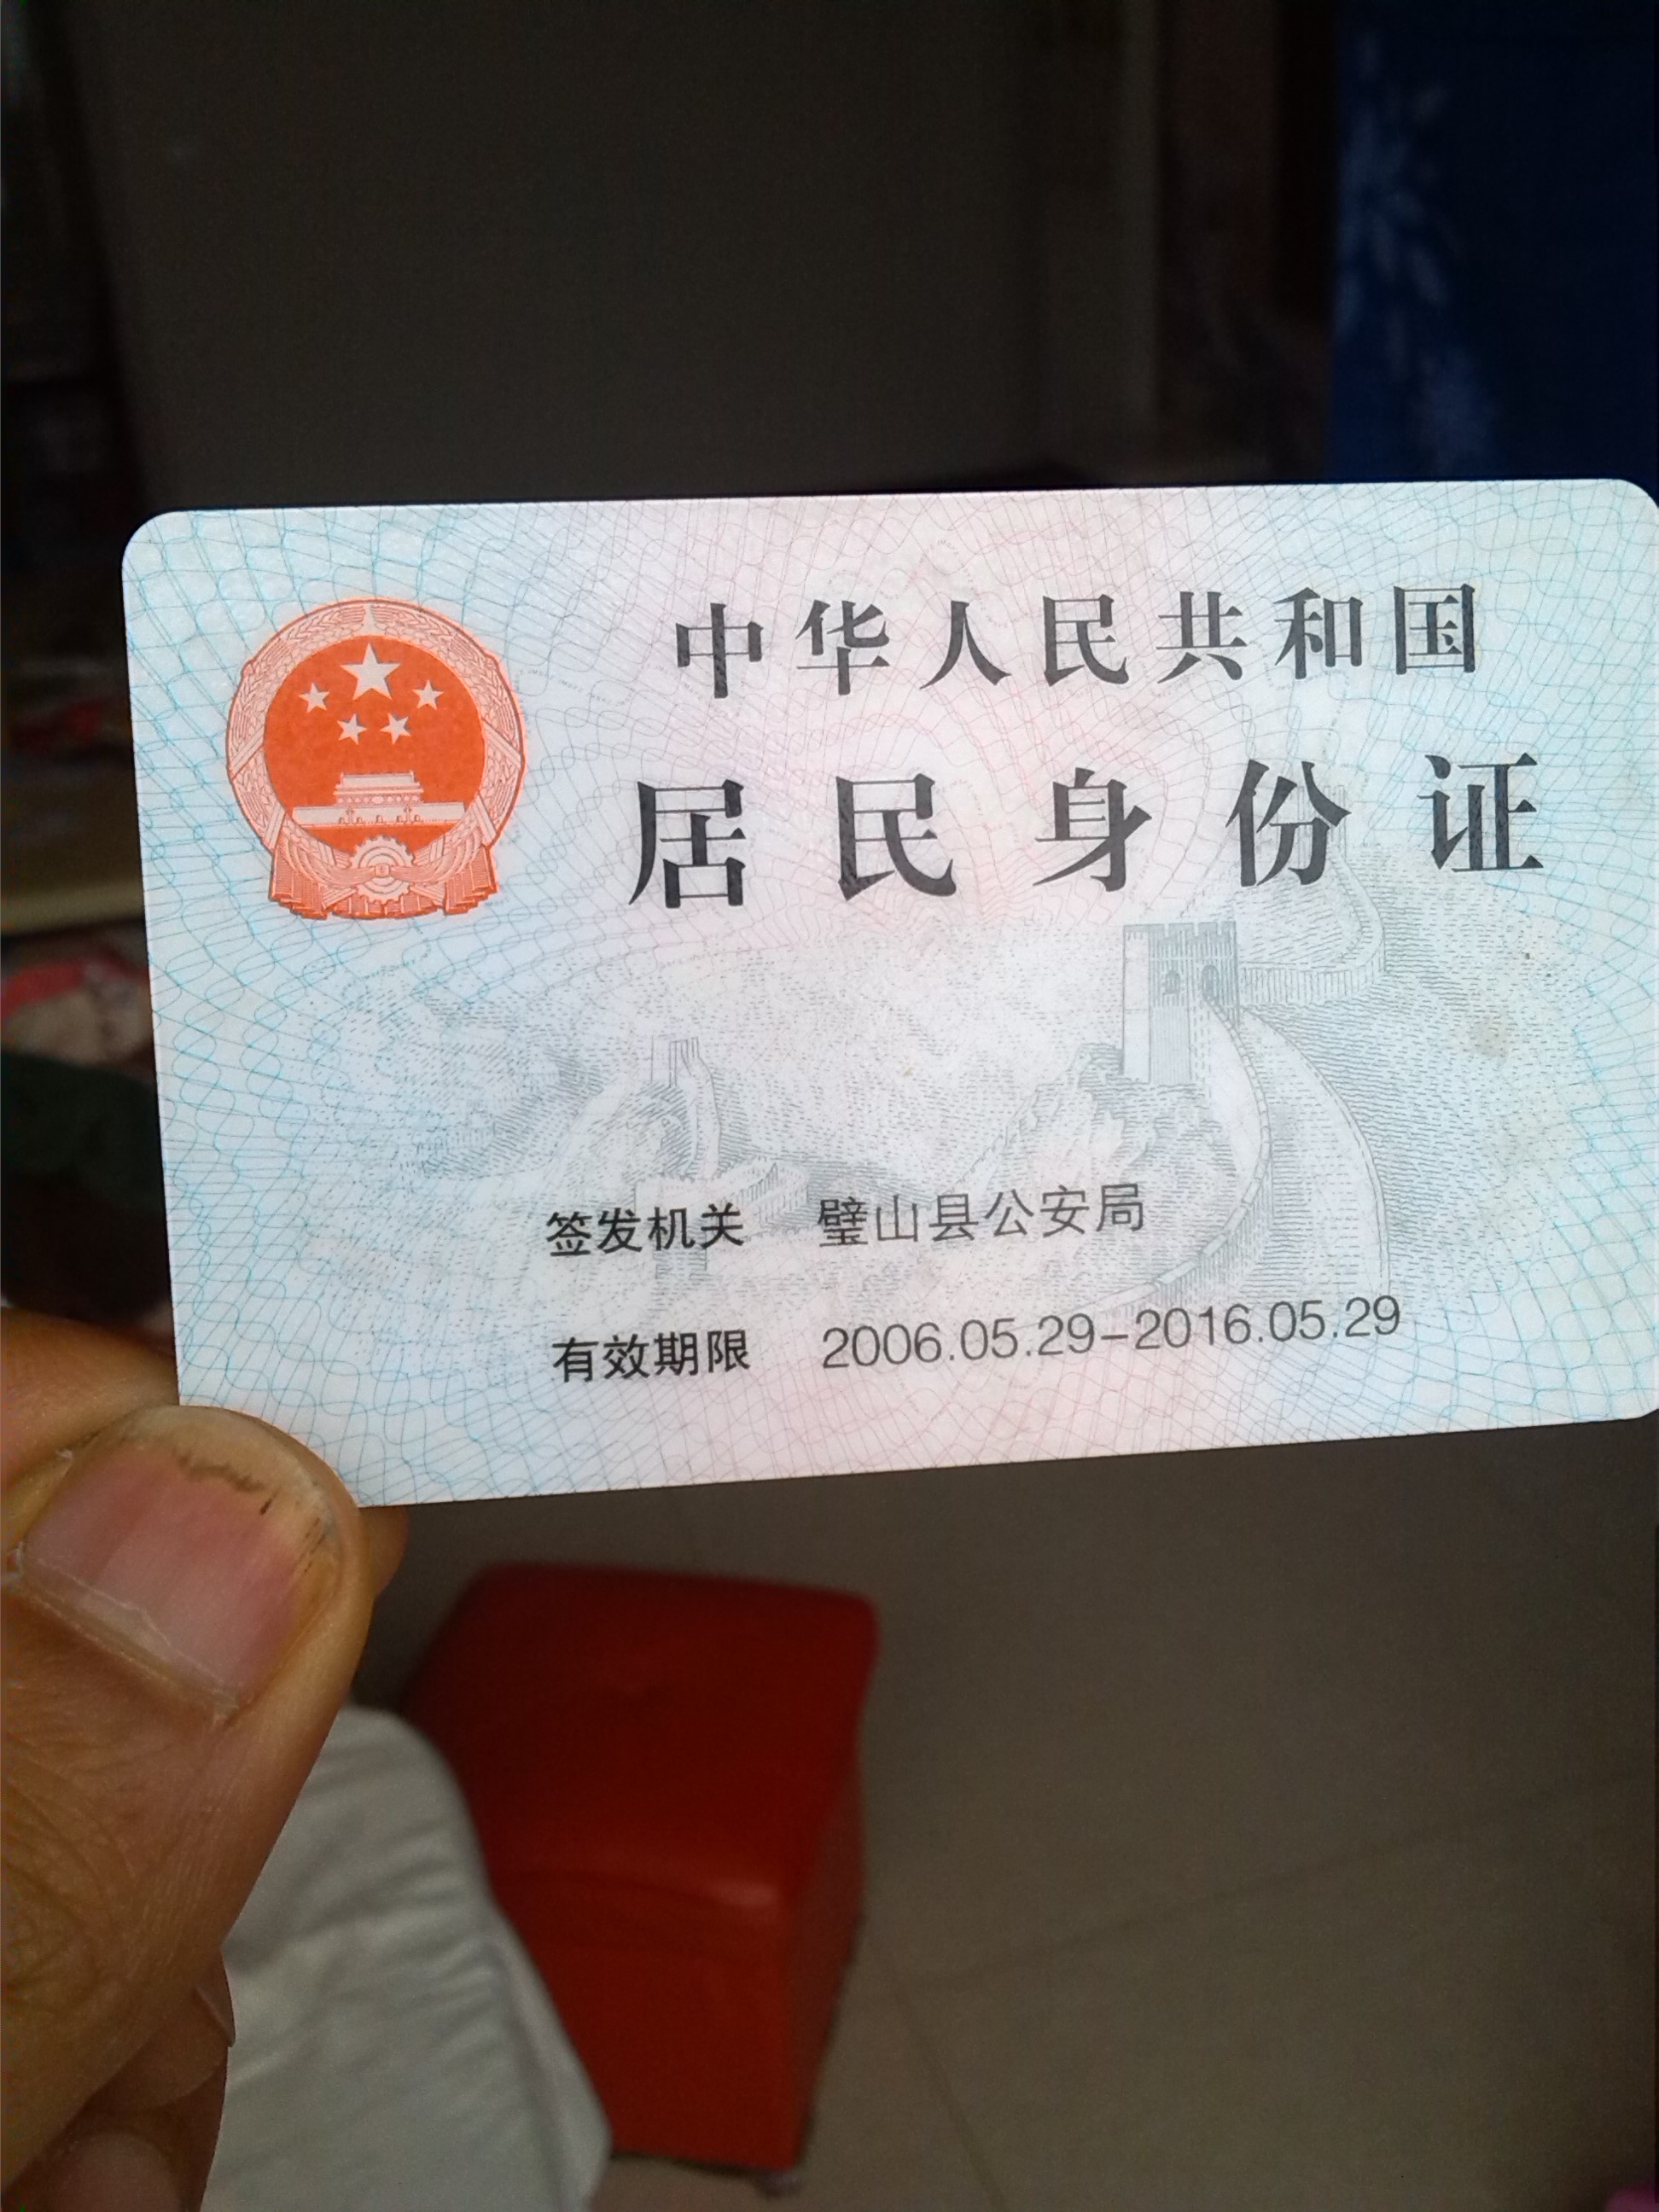 中华人民共和国
居民身份证
签发机关 璧山县公安局
有效期限 2006.05.29-2016.05.29